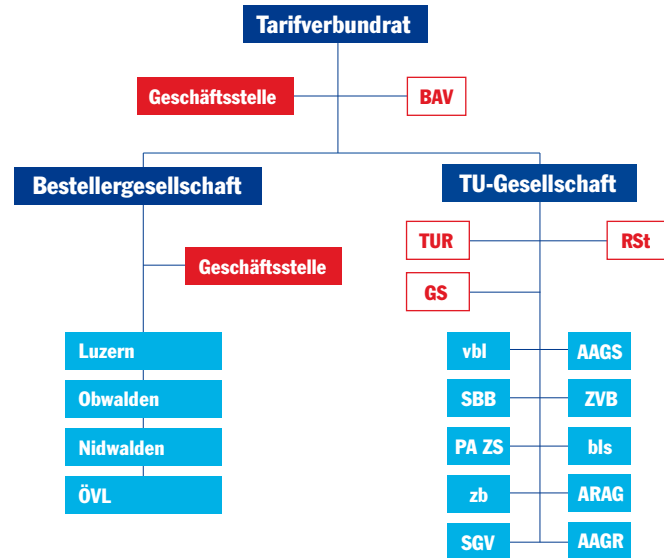 Tarifverbundrat
Geschäftsstelle
BAV
Bestellergesellschaft
TU-Gesellschaft
TUR
RSt
Geschäftsstelle
GS
Luzern
Obwalden
Nidwalden
ÖVL
vbl
AAGS
SBB
ZVB
PA ZS
bls
zb
ARAG
SGV
AAGR